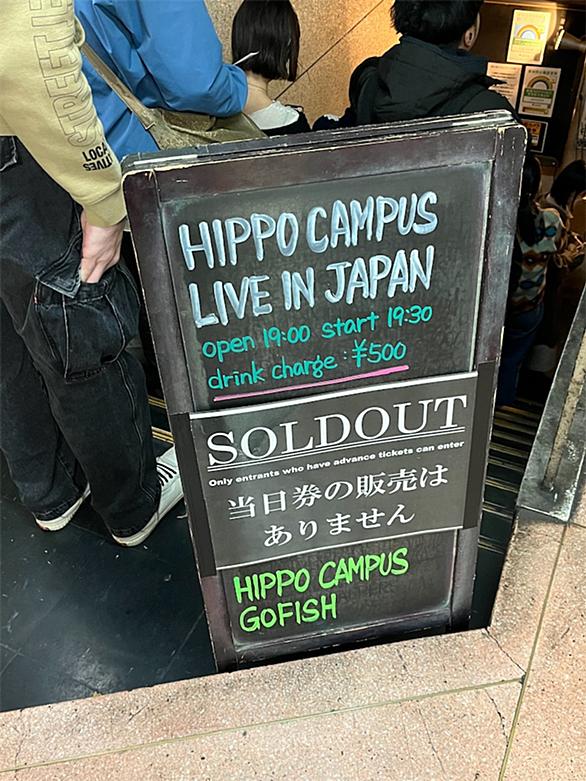 HIPPO CAMPUS
LIVE IN JAPAN
open 19:00 start 19:30
drink charge : ¥500
SOLDOUT
Only entrants who have advance tickets can enter
当日券の販売は
ありません
HIPPO CAMPUS
GOFISH